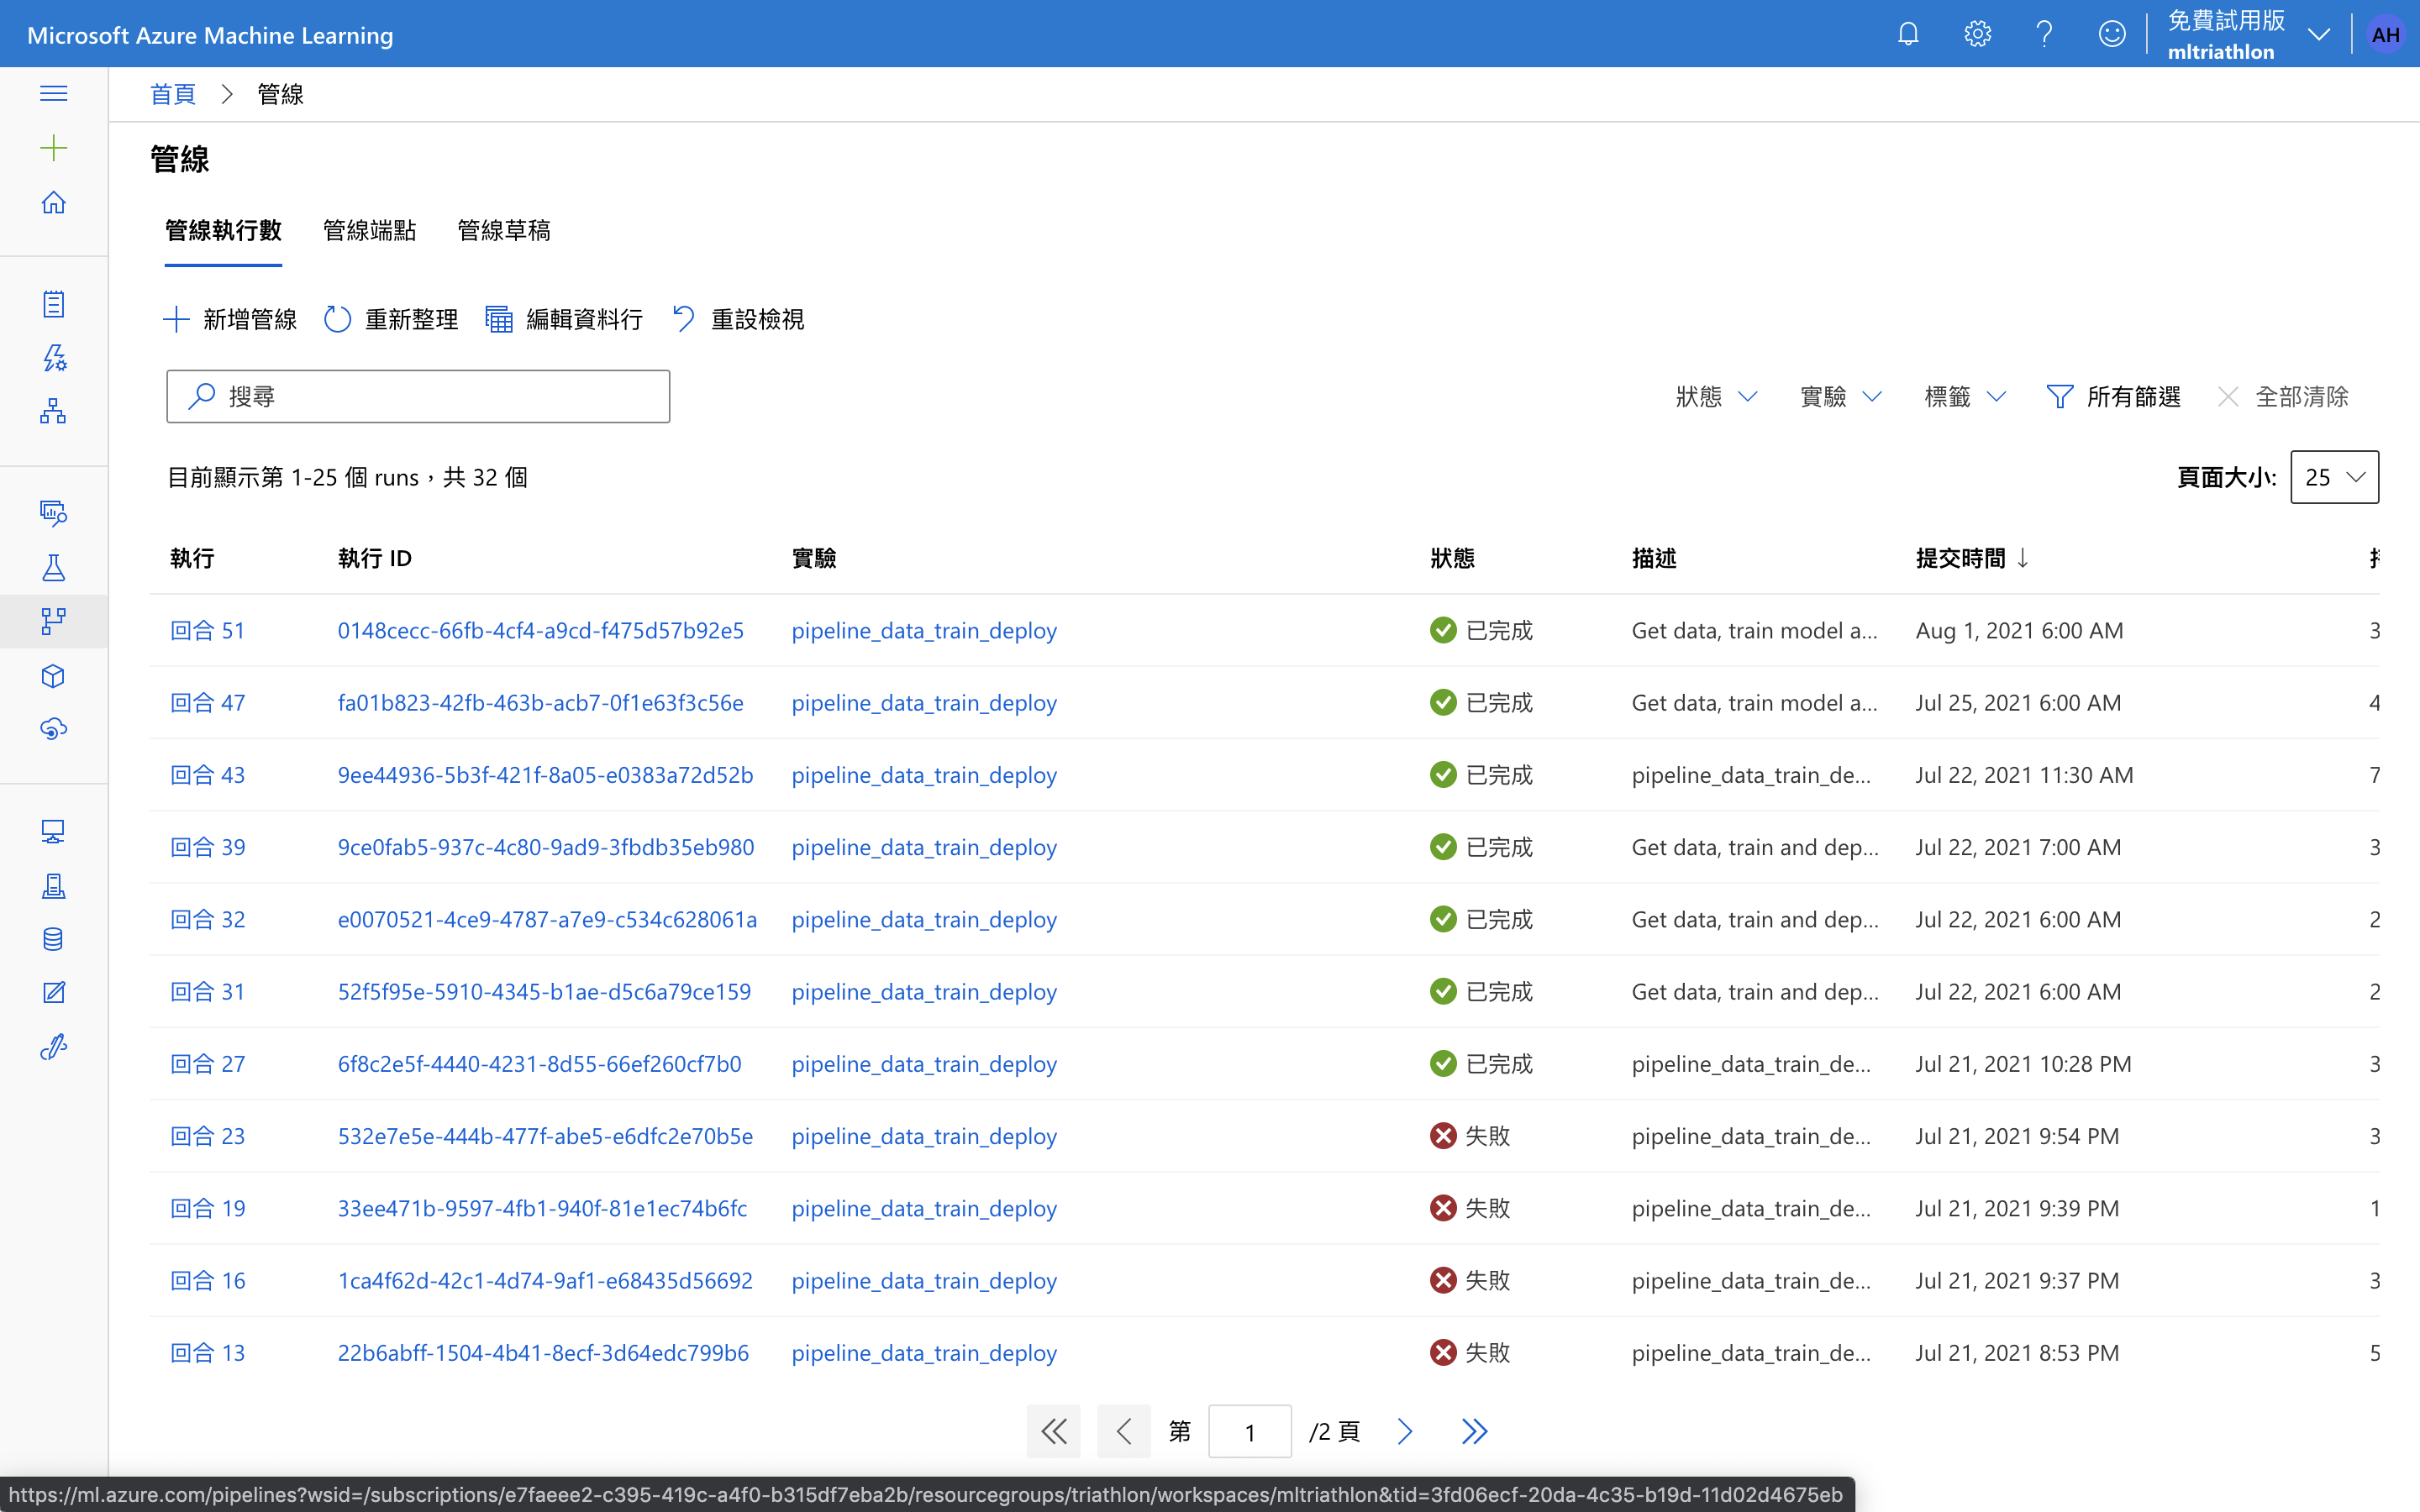 Microsoft Azure Machine Learning
免費試用版
mltriathlon
AH
首頁 管線
管線
管線執行數 管線端點 管線草稿
新增管線 重新整理 編輯資料行 重設檢視
搜尋
狀態 實驗 標籤 所有篩選 全部清除
目前顯示第 1-25 個 runs，共 32 個
頁面大小: 25
執行 執行 ID 實驗 狀態 描述 提交時間 ↓
回合 51 0148cecc-66fb-4cf4-a9cd-f475d57b92e5 pipeline_data_train_deploy 已完成 Get data, train model a... Aug 1, 2021 6:00 AM 3
回合 47 fa01b823-42fb-463b-acb7-0f1e63f3c56e pipeline_data_train_deploy 已完成 Get data, train model a... Jul 25, 2021 6:00 AM 4
回合 43 9ee44936-5b3f-421f-8a05-e0383a72d52b pipeline_data_train_deploy 已完成 pipeline_data_train_de... Jul 22, 2021 11:30 AM 7
回合 39 9ce0fab5-937c-4c80-9ad9-3fbdb35eb980 pipeline_data_train_deploy 已完成 Get data, train and dep... Jul 22, 2021 7:00 AM 3
回合 32 e0070521-4ce9-4787-a7e9-c534c628061a pipeline_data_train_deploy 已完成 Get data, train and dep... Jul 22, 2021 6:00 AM 2
回合 31 52f5f95e-5910-4345-b1ae-d5c6a79ce159 pipeline_data_train_deploy 已完成 Get data, train and dep... Jul 22, 2021 6:00 AM 2
回合 27 6f8c2e5f-4440-4231-8d55-66ef260cf7b0 pipeline_data_train_deploy 已完成 pipeline_data_train_de... Jul 21, 2021 10:28 PM 3
回合 23 532e7e5e-444b-477f-abe5-e6dfc2e70b5e pipeline_data_train_deploy 失敗 pipeline_data_train_de... Jul 21, 2021 9:54 PM 3
回合 19 33ee471b-9597-4fb1-940f-81e1ec74b6fc pipeline_data_train_deploy 失敗 pipeline_data_train_de... Jul 21, 2021 9:39 PM 1
回合 16 1ca4f62d-42c1-4d74-9af1-e68435d56692 pipeline_data_train_deploy 失敗 pipeline_data_train_de... Jul 21, 2021 9:37 PM 3
回合 13 22b6abff-1504-4b41-8ecf-3d64edc799b6 pipeline_data_train_deploy 失敗 pipeline_data_train_de... Jul 21, 2021 8:53 PM 5
第 1 /2 頁
https://ml.azure.com/pipelines?wsid=/subscriptions/e7faeee2-c395-419c-a4f0-b315df7eba2b/resourcegroups/triathlon/workspaces/mltriathlon&tid=3fd06ecf-20da-4c35-b19d-11d02d4675eb